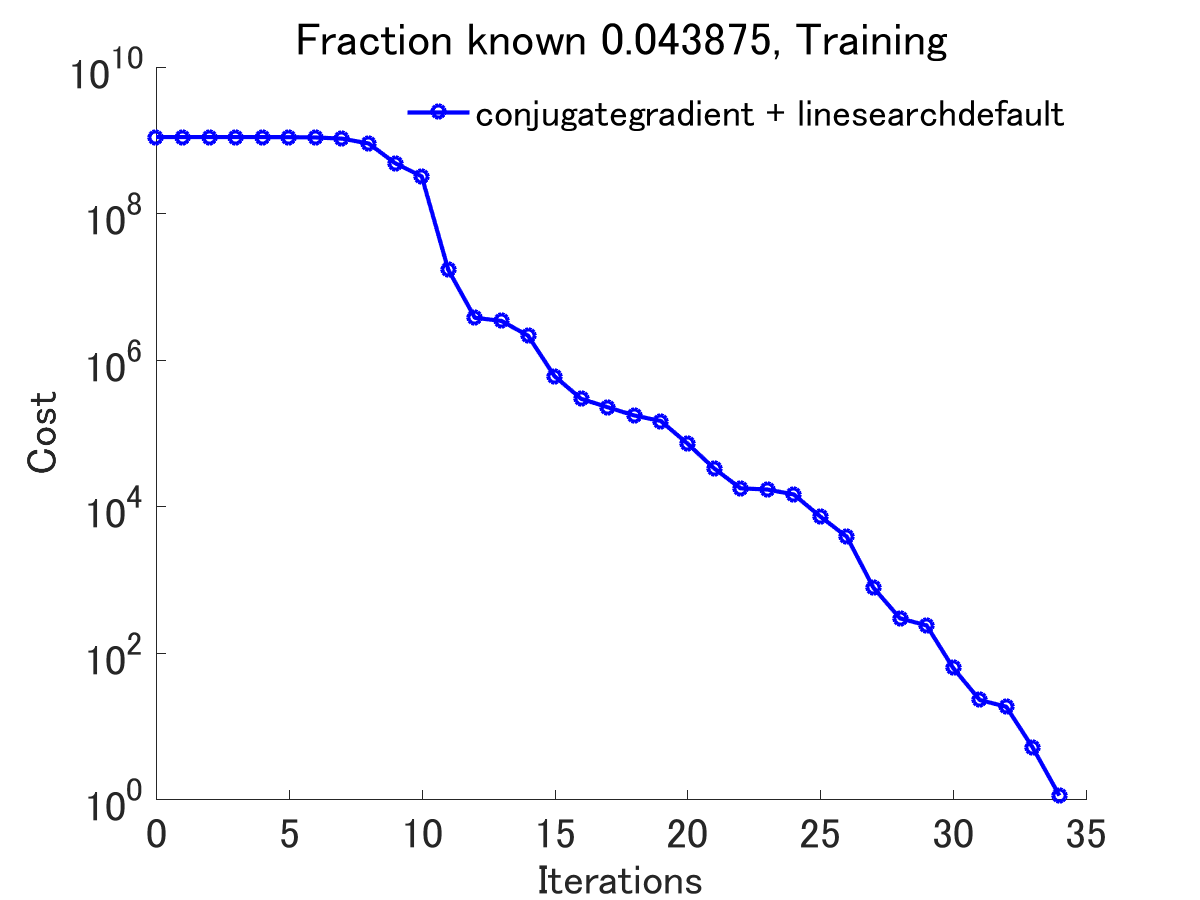 Fraction known 0.043875, Training
conjugategradient + linesearchdefault
Cost
10^10
10^8
10^6
10^4
10^2
10^0
0 5 10 15 20 25 30 35
Iterations